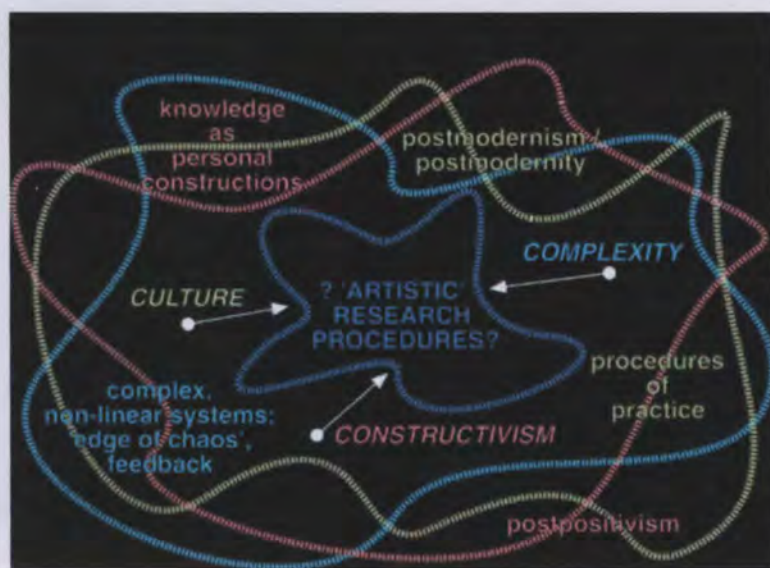 knowledge
as
personal
constructions
postmodernism /
postmodernity
COMPLEXITY
CULTURE
? 'ARTISTIC'
RESEARCH
PROCEDURES?
procedures
of
practice
complex,
non-linear systems;
'edge of chaos',
feedback
CONSTRUCTIVISM
postpositivism